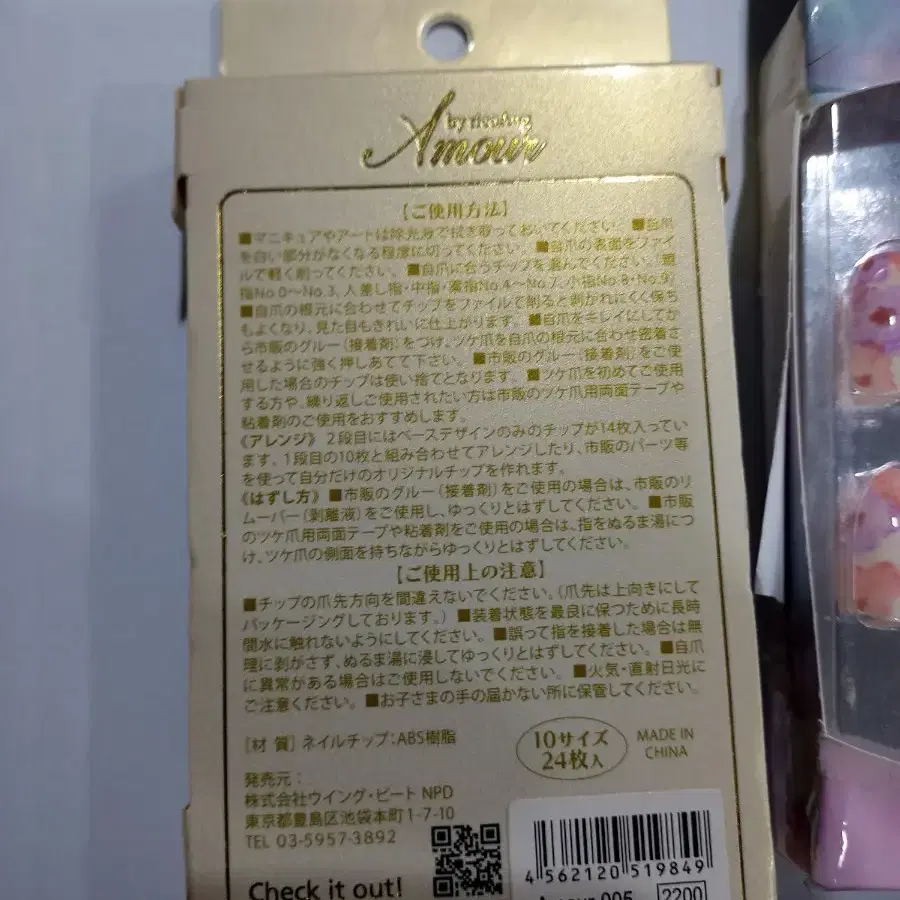 Amour
【ご使用方法】
■マニキュアやアートは除光液で拭き取っておいてください。■自爪
を白い部分がなくなる程度に切ってください。■自爪の表面をファイ
ルで軽く削ってください。■自爪に合うチップを選んでください。(親
指No.0〜No.3、人差し指・中指・薬指No.4〜No.7、小指No.8・No.9)
■自爪の根元に合わせてチップをファイルで削ると剥がれにくく保ち
もよくなり、見た目もきれいに仕上がります。■自爪をキレイにしてか
ら市販のグルー(接着剤)をつけ、ツケ爪を自爪の根元に合わせ密着さ
せるように強く押しあてて下さい。■市販のグルー(接着剤)をご使
用した場合のチップは使い捨てとなります。■ツケ爪を初めてご使用
する方や、繰り返しご使用されたい方は市販のツケ爪用両面テープや
粘着剤のご使用をおすすめします。
《アレンジ》2段目にはベースデザインのみのチップが14枚入ってい
ます。1段目の10枚と組み合わせてアレンジしたり、市販のパーツ等
を使って自分だけのオリジナルチップを作れます。
《はずし方》■市販のグルー(接着剤)をご使用の場合は、市販のリ
ムーバー(剥離液)をご使用し、ゆっくりとはずしてください。■市販
のツケ爪用両面テープや粘着剤をご使用の場合は、指をぬるま湯につ
け、ツケ爪の側面を持ちながらゆっくりとはずしてください。
【ご使用上の注意】
■チップの爪先方向を間違えないでください。(爪先は上向きにして
パッケージングしております。)■装着状態を最良に保つために長時
間水に触れないようにしてください。■誤って指を接着した場合は無
理に剥がさず、ぬるま湯に浸してゆっくりとはずしてください。■自爪
に異常がある場合はご使用しないでください。■火気・直射日光に
ご注意ください。■お子さまの手の届かない所に保管してください。
[材 質] ネイルチップ:ABS樹脂
10サイズ
24枚入
MADE IN
CHINA
発売元:
株式会社ウイング・ビート NPD
東京都豊島区池袋本町1-7-10
TEL 03-5957-3892
Check it out!
4 562120 519849
Amour 005
2200